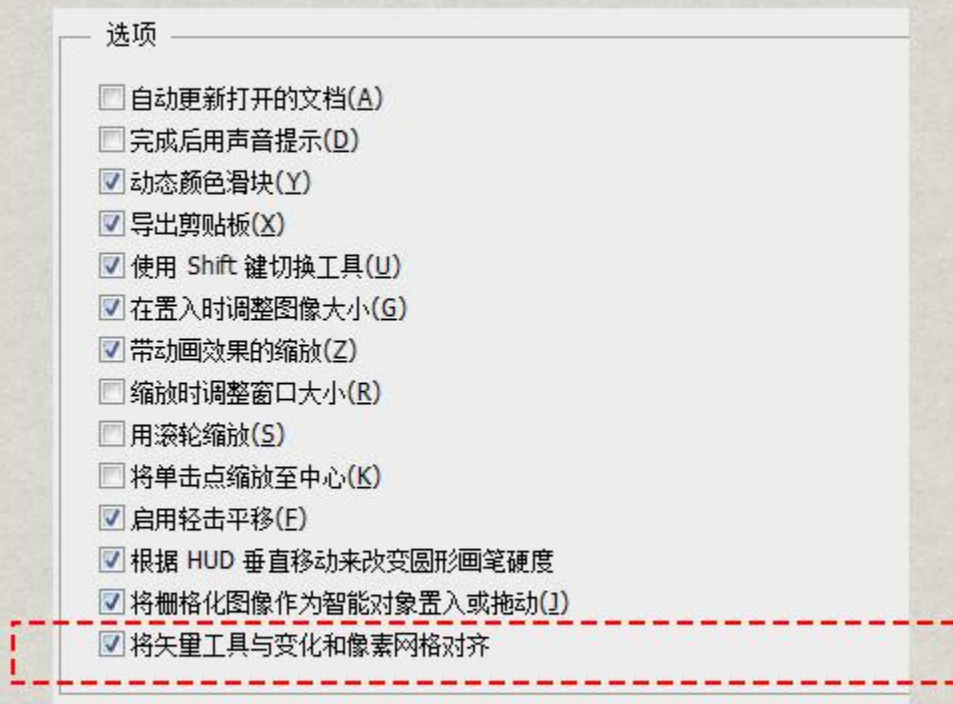 选项
自动更新打开的文档(A)
完成后用声音提示(D)
动态颜色滑块(Y)
导出剪贴板(X)
使用 Shift 键切换工具(U)
在置入时调整图像大小(G)
带动画效果的缩放(Z)
缩放时调整窗口大小(R)
用滚轮缩放(S)
将单击点缩放至中心(K)
启用轻击平移(F)
根据 HUD 垂直移动来改变圆形画笔硬度
将栅格化图像作为智能对象置入或拖动(J)
将矢量工具与变化和像素网格对齐